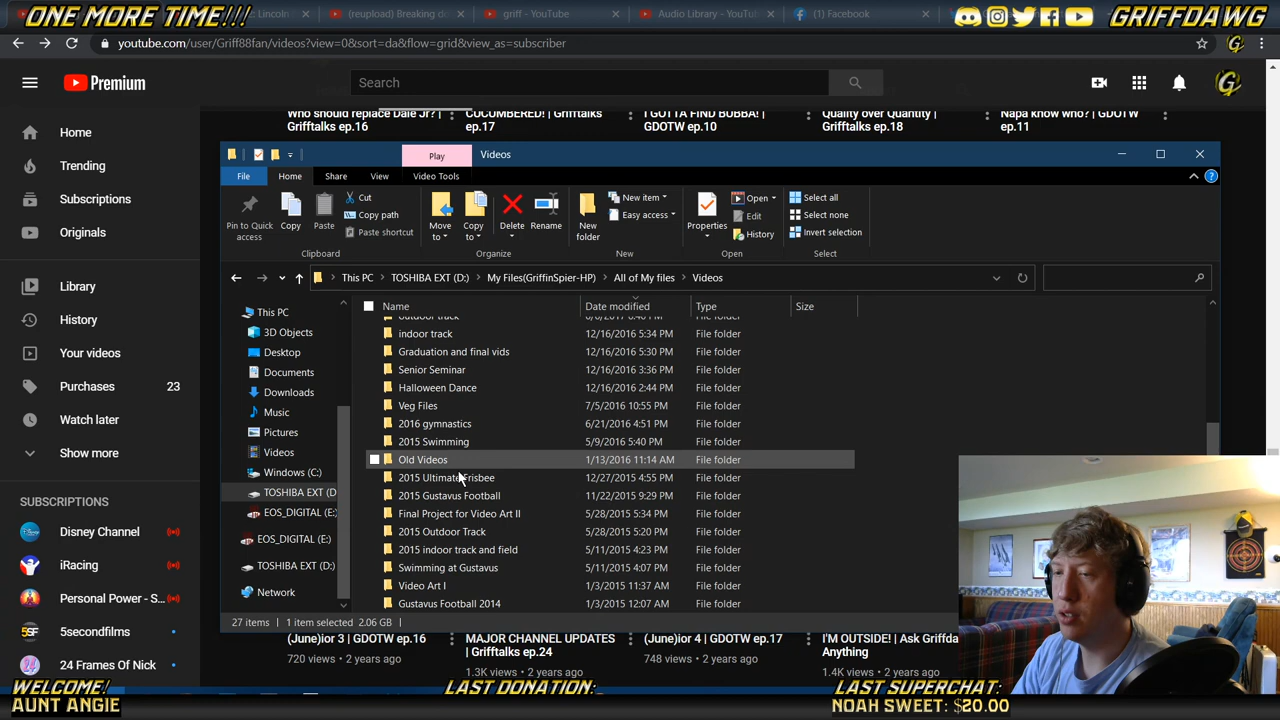 ONE MORE TIME!!!
Lincoln
(reupload) Breaking d
griff - YouTube
Audio Library - YouTu
(1) Facebook
GRIFFDAWG
youtube.com/user/Griff88fan/videos?view=0&sort=da&flow=grid&view_as=subscriber
Premium
Search
Home
Trending
Subscriptions
Originals
Library
History
Your videos
Purchases 23
Watch later
Show more
SUBSCRIPTIONS
Disney Channel
iRacing
Personal Power - S...
5secondfilms
24 Frames Of Nick
Who should replace Dale Jr? |
Grifftalks ep.16
CUCUMBERED! | Grifftalks
ep.17
I GOTTA FIND BUBBA! |
GDOTW ep.10
Quality over Quantity |
Grifftalks ep.18
Napa know who? | GDOTW
ep.11
Play
Videos
File
Home
Share
View
Video Tools
Pin to Quick
access
Copy
Paste
Cut
Copy path
Paste shortcut
Move
to
Copy
to
Delete
Rename
New
folder
New item
Easy access
Properties
Open
Edit
History
Select all
Select none
Invert selection
Clipboard
Organize
New
Open
Select
This PC
TOSHIBA EXT (D:)
My Files(GriffinSpier-HP)
All of My files
Videos
Name
Date modified
Type
Size
This PC
3D Objects
Desktop
Documents
Downloads
Music
Pictures
Videos
Windows (C:)
TOSHIBA EXT (D
EOS_DIGITAL (E:
EOS_DIGITAL (E:)
TOSHIBA EXT (D:)
Network
Outdoor track
indoor track 12/16/2016 5:34 PM File folder
Graduation and final vids 12/16/2016 5:30 PM File folder
Senior Seminar 12/16/2016 3:36 PM File folder
Halloween Dance 12/16/2016 2:44 PM File folder
Veg Files 7/5/2016 10:55 PM File folder
2016 gymnastics 6/21/2016 4:51 PM File folder
2015 Swimming 5/9/2016 5:40 PM File folder
Old Videos 1/13/2016 11:14 AM File folder
2015 Ultimate Frisbee 12/27/2015 4:55 PM File folder
2015 Gustavus Football 11/22/2015 9:29 PM File folder
Final Project for Video Art II 5/28/2015 5:34 PM File folder
2015 Outdoor Track 5/28/2015 5:20 PM File folder
2015 indoor track and field 5/11/2015 4:23 PM File folder
Swimming at Gustavus 5/11/2015 4:07 PM File folder
Video Art I 1/3/2015 11:37 AM File folder
Gustavus Football 2014 1/3/2015 12:07 AM File folder
27 items
1 item selected 2.06 GB
(June)ior 3 | GDOTW ep.16
720 views • 2 years ago
MAJOR CHANNEL UPDATES
| Grifftalks ep.24
1.3K views • 2 years ago
(June)ior 4 | GDOTW ep.17
748 views • 2 years ago
I'M OUTSIDE! | Ask Griffda
Anything
1.4K views • 2 years ago
WELCOME!
AUNT ANGIE
LAST DONATION:
LAST SUPERCHAT:
NOAH SWEET: $20.00